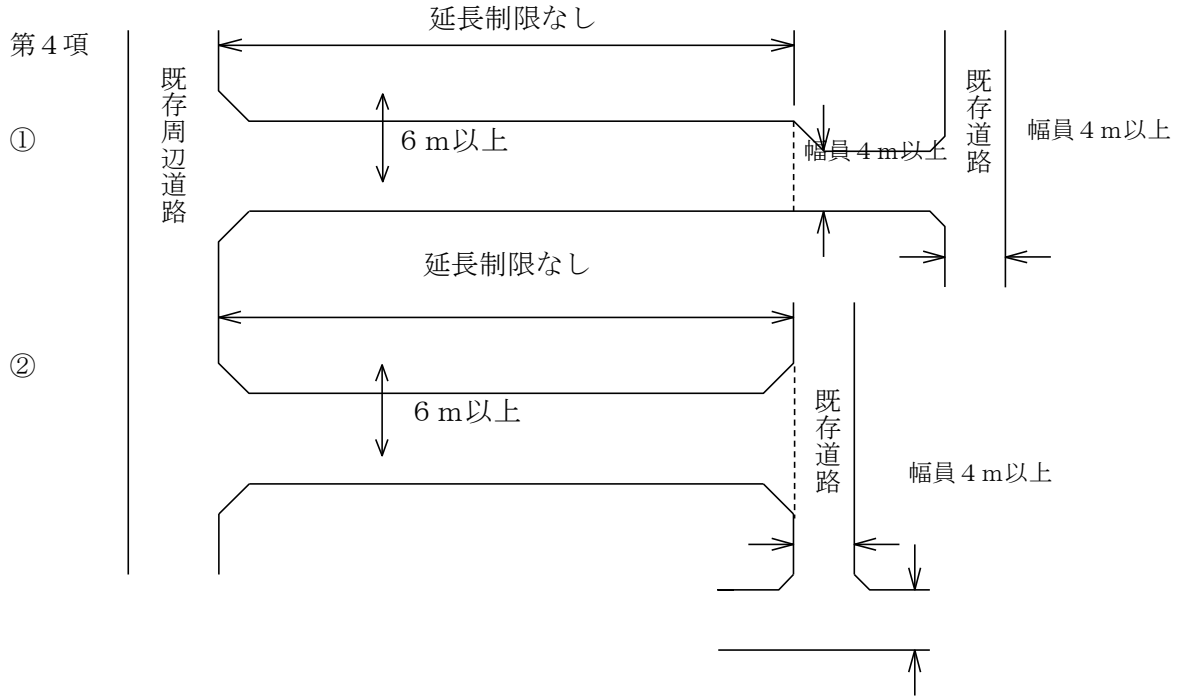 延長制限なし
第４項
既存周辺道路
既存道路
①
６ｍ以上
幅員４ｍ以上
幅員４ｍ以上
延長制限なし
②
６ｍ以上
既存道路
幅員４ｍ以上